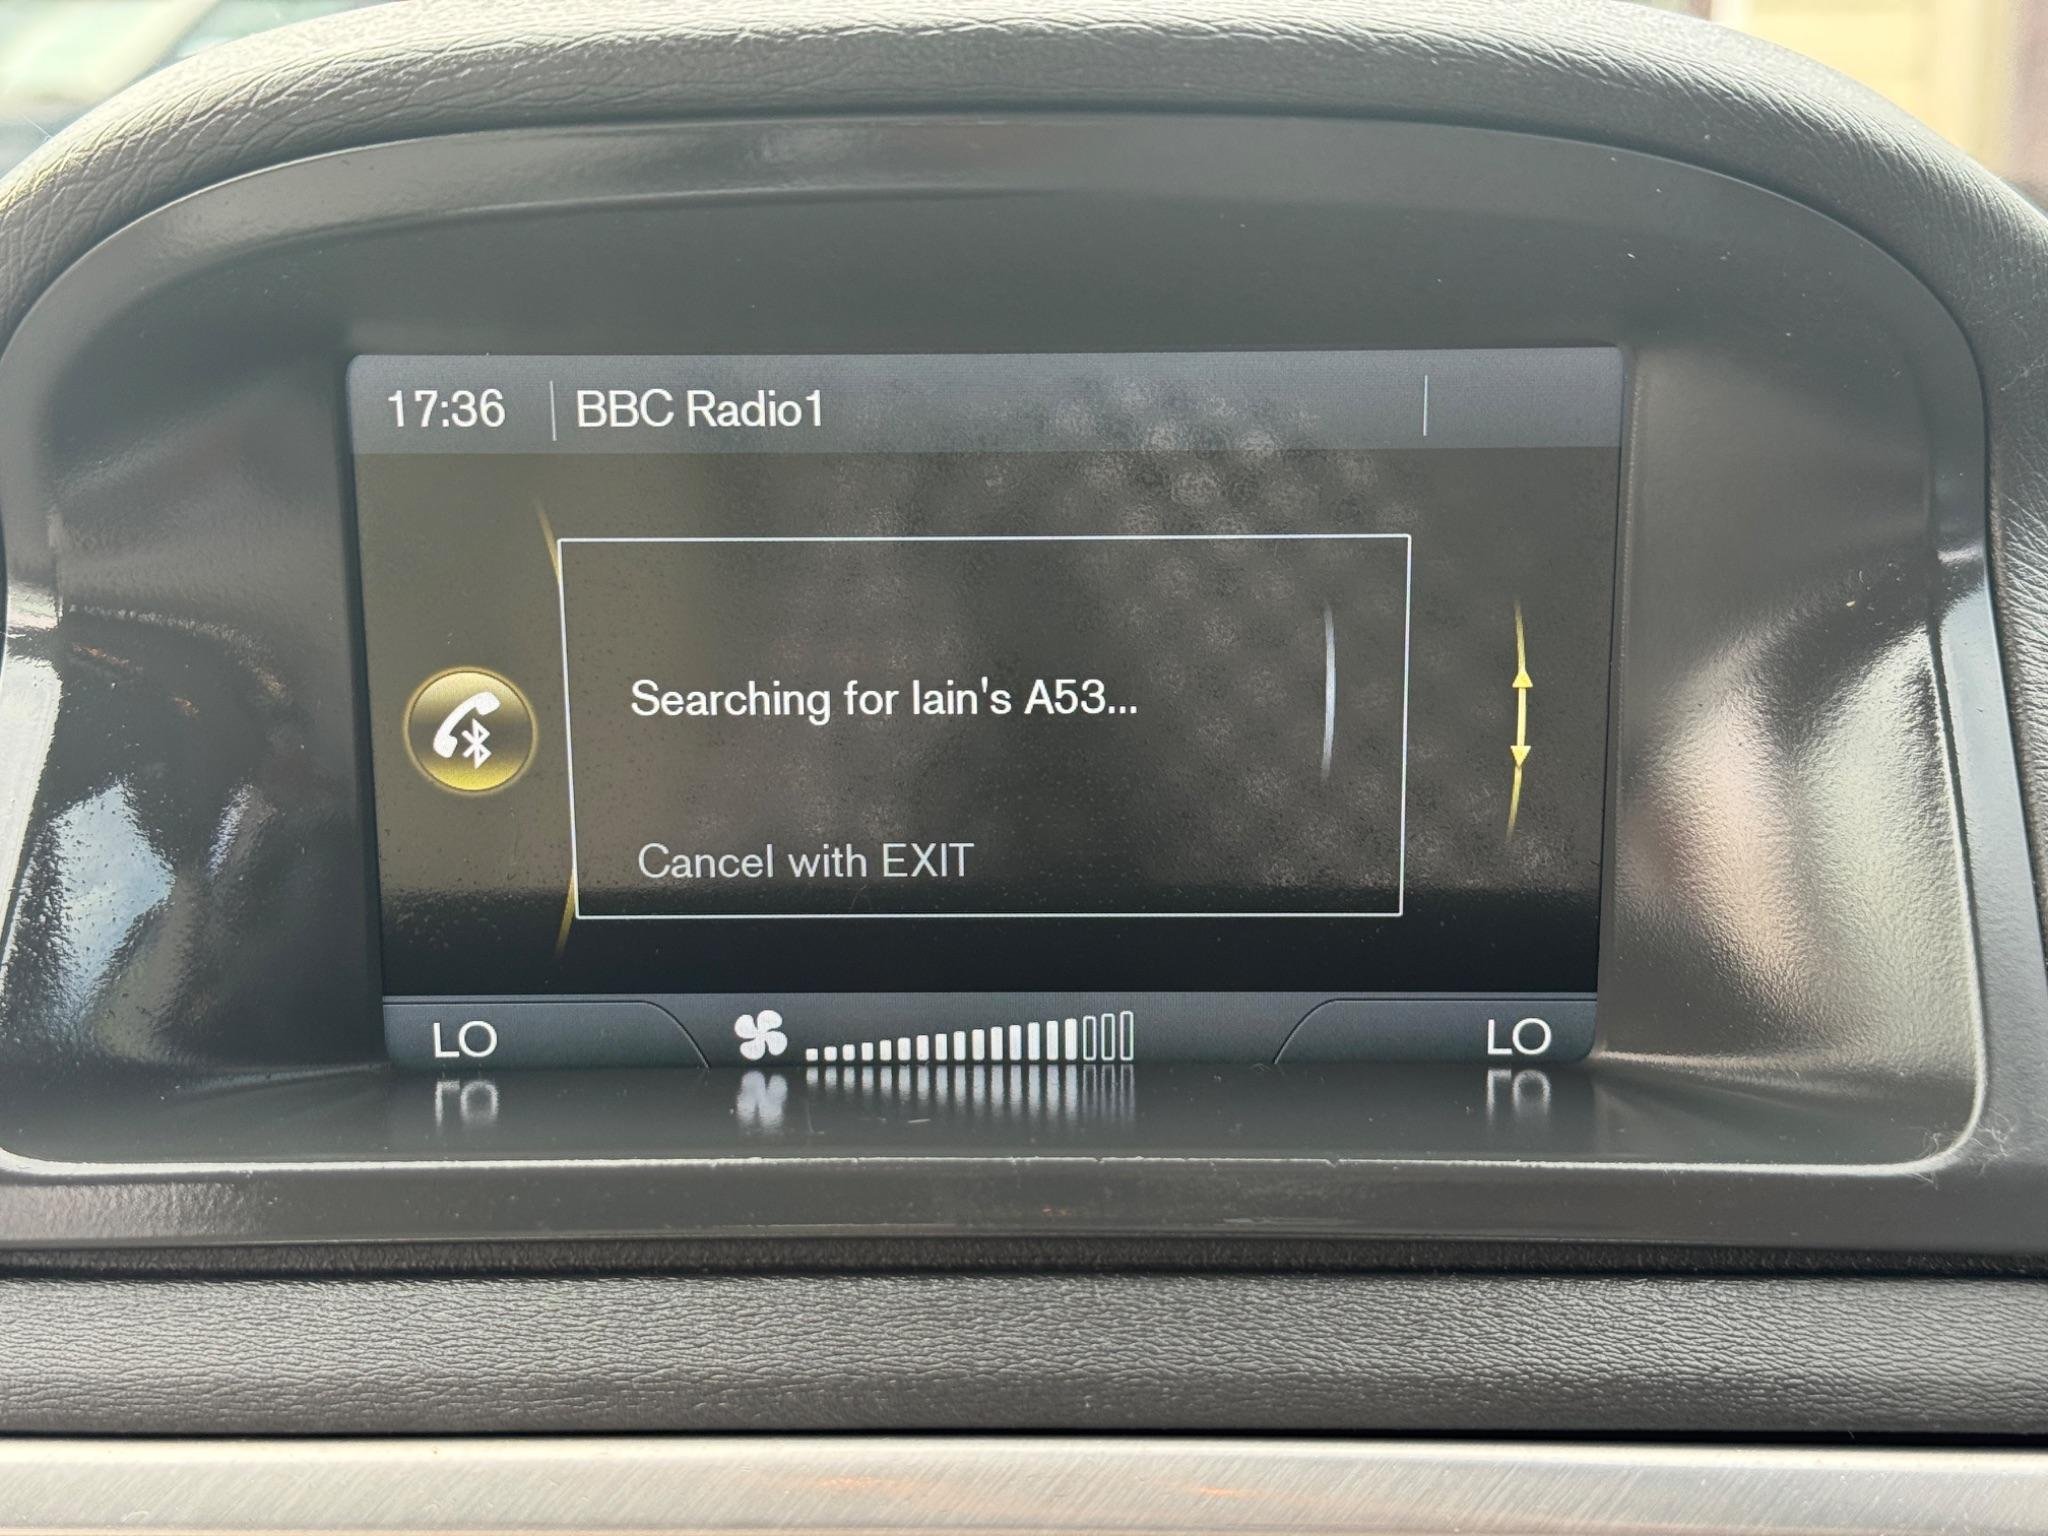 17:36 BBC Radio1
Searching for Iain's A53...
Cancel with EXIT
LO LO